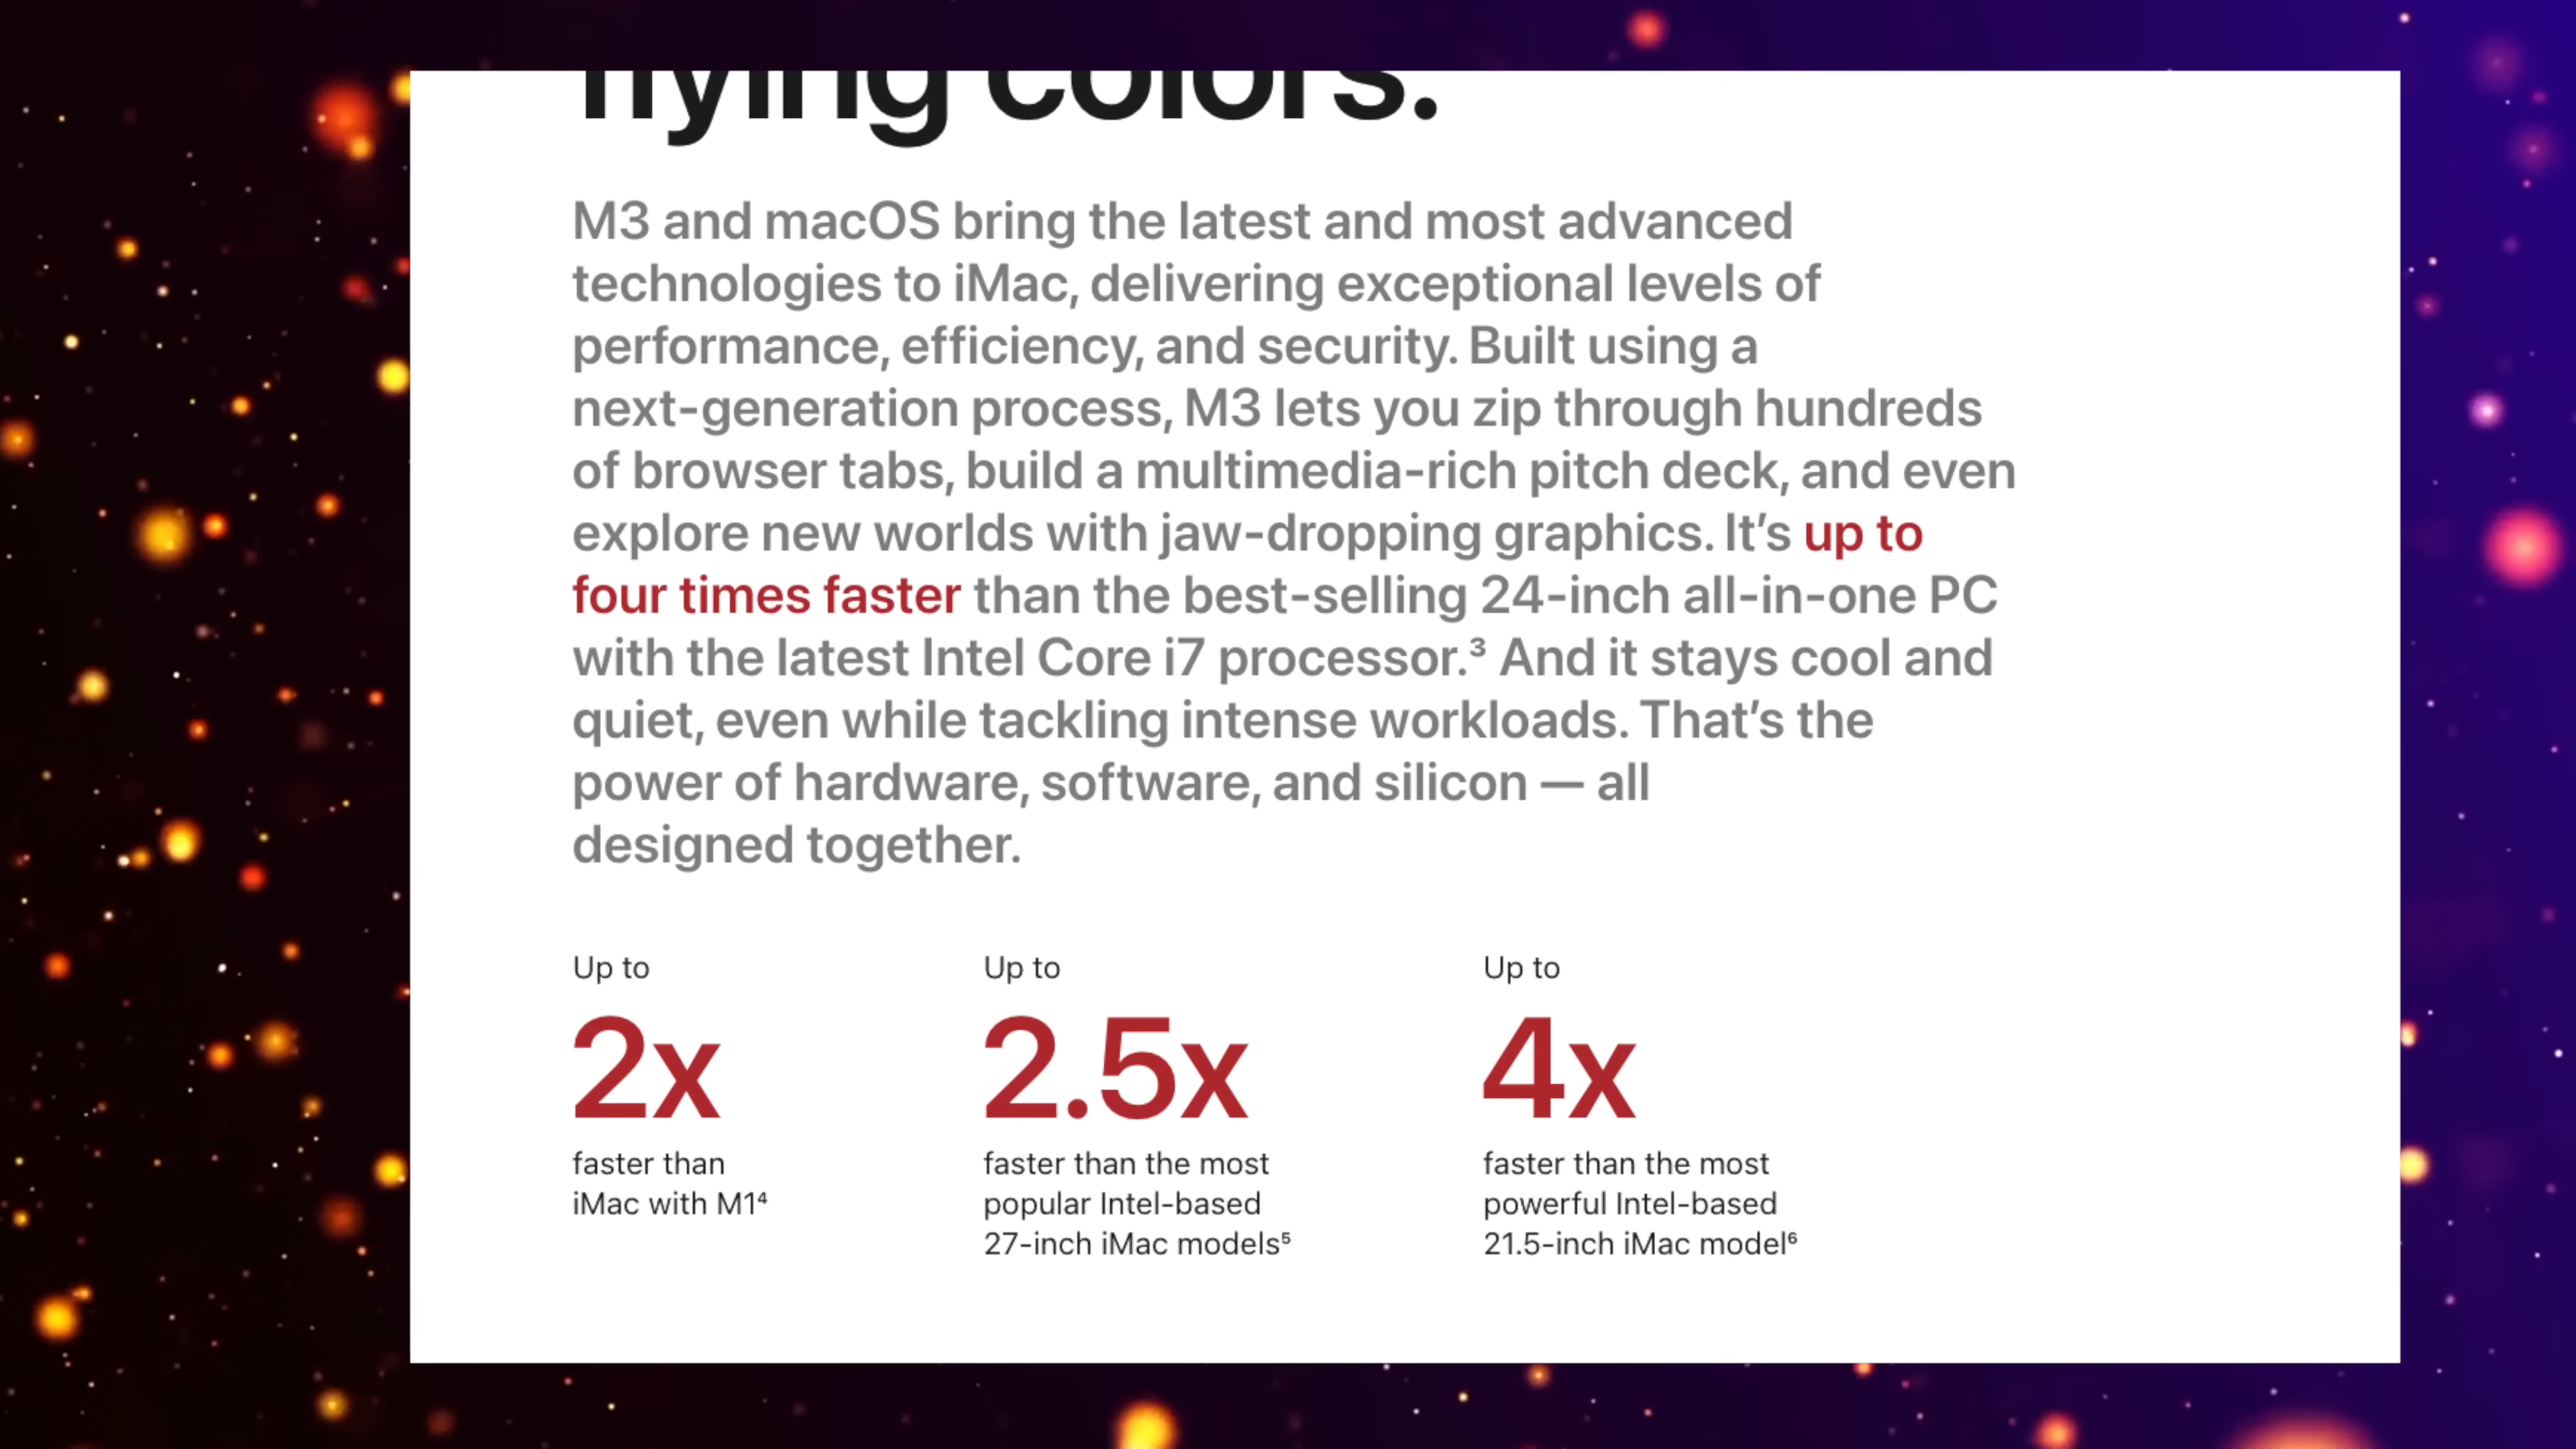 flying colors.
M3 and macOS bring the latest and most advanced
technologies to iMac, delivering exceptional levels of
performance, efficiency, and security. Built using a
next-generation process, M3 lets you zip through hundreds
of browser tabs, build a multimedia-rich pitch deck, and even
explore new worlds with jaw-dropping graphics. It’s up to
four times faster than the best-selling 24-inch all-in-one PC
with the latest Intel Core i7 processor.³ And it stays cool and
quiet, even while tackling intense workloads. That’s the
power of hardware, software, and silicon — all
designed together.
Up to
2x
faster than
iMac with M1⁴
Up to
2.5x
faster than the most
popular Intel-based
27-inch iMac models⁵
Up to
4x
faster than the most
powerful Intel-based
21.5-inch iMac model⁶